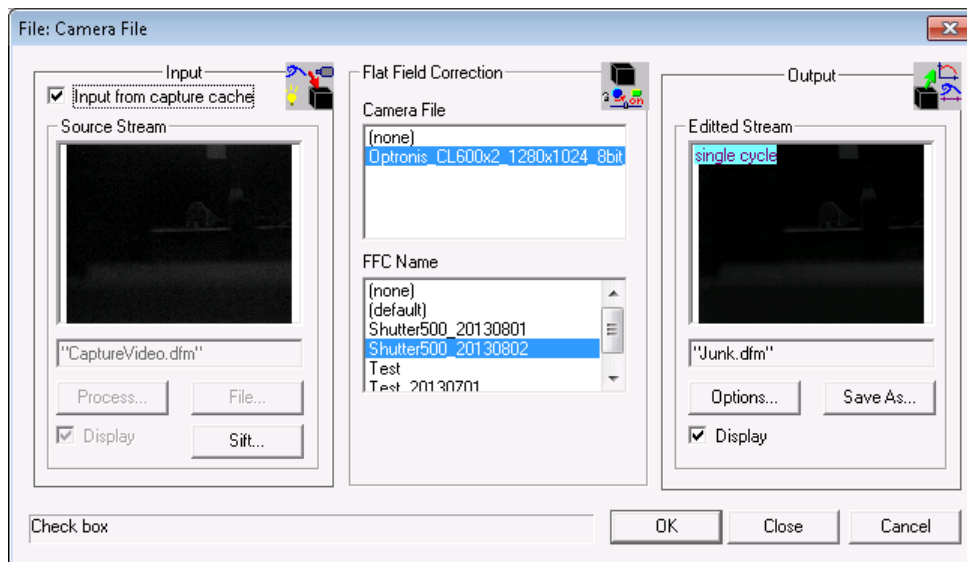 File: Camera File
Input
Input from capture cache
Source Stream
"CaptureVideo.dfm"
Process...
File...
Display
Sift...
Flat Field Correction
Camera File
(none)
Optronis_CL600x2_1280x1024_8bit
FFC Name
(none)
(default)
Shutter500_20130801
Shutter500_20130802
Test
Test_20130701
on
Output
Editted Stream
single cycle
"Junk.dfm"
Options...
Save As...
Display
Check box
OK
Close
Cancel